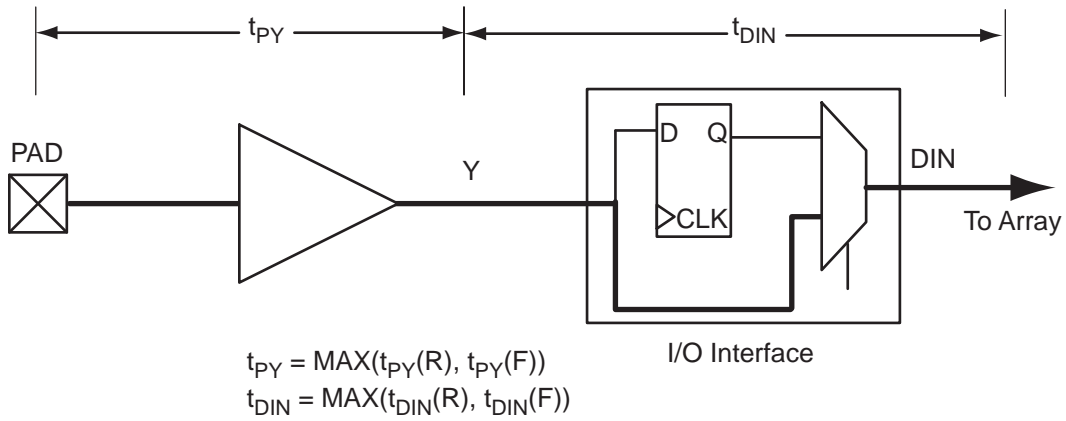 tPY
tDIN
PAD
Y
D Q
CLK
DIN
To Array
I/O Interface
tPY = MAX(tPY(R), tPY(F))
tDIN = MAX(tDIN(R), tDIN(F))